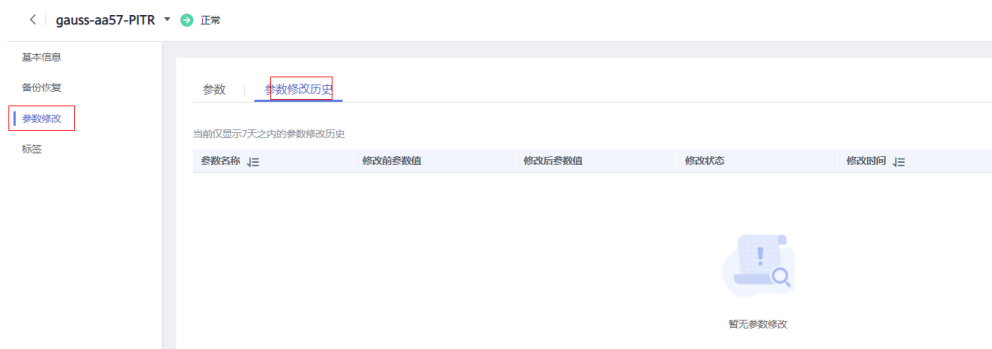 gauss-aa57-PITR 正常
基本信息
备份恢复
参数修改
标签
参数 参数修改历史
当前仅显示7天之内的参数修改历史
参数名称 修改前参数值 修改后参数值 修改状态 修改时间
暂无参数修改